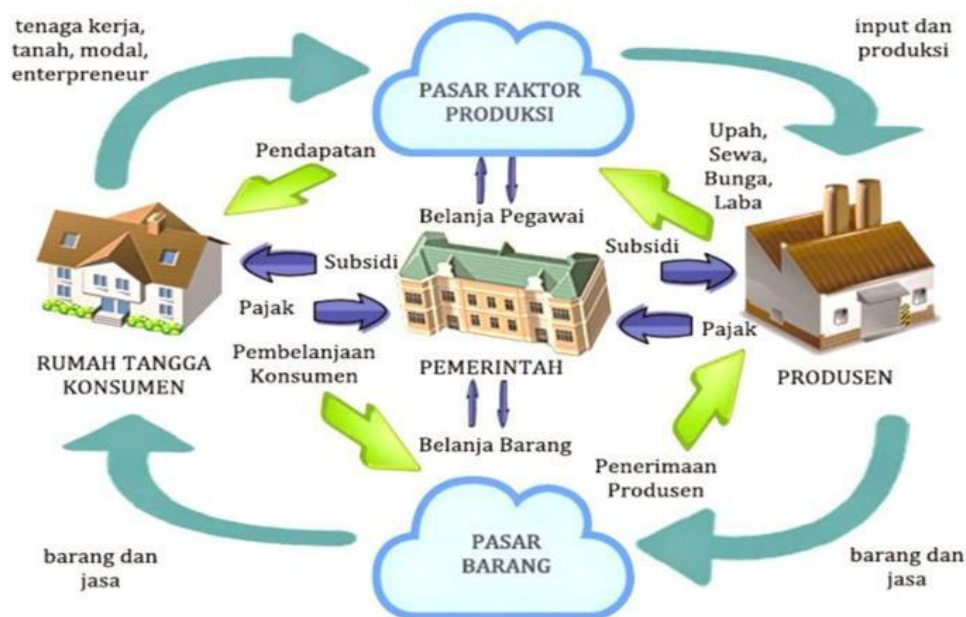 tenaga kerja,
tanah, modal,
enterpreneur
PASAR FAKTOR
PRODUKSI
input dan
produksi
Pendapatan
Upah,
Sewa,
Bunga,
Laba
Belanja Pegawai
Subsidi
Subsidi
Pajak
Pajak
RUMAH TANGGA
KONSUMEN
Pembelanjaan
Konsumen
PEMERINTAH
PRODUSEN
Belanja Barang
Penerimaan
Produsen
barang dan
jasa
PASAR
BARANG
barang dan
jasa